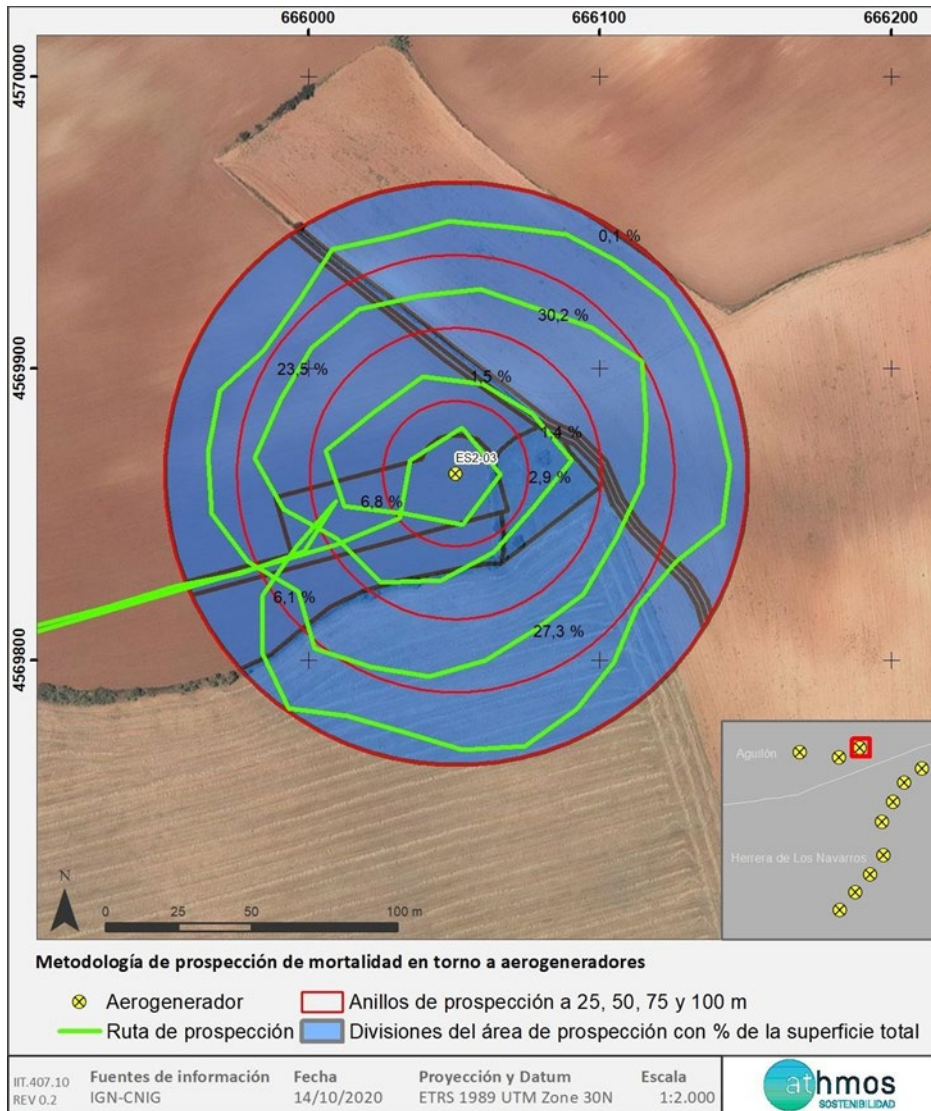 666000 666100 666200
4570000
4569900
4569800
0,1 %
30,2 %
23,5 %
1,5 %
1,4 %
ES2-03
2,9 %
6,8 %
6,1 %
27,3 %
N
0 25 50 100 m
Aguilón
Herrera de Los Navarros
Metodología de prospección de mortalidad en torno a aerogeneradores
Aerogenerador Anillos de prospección a 25, 50, 75 y 100 m
Ruta de prospección Divisiones del área de prospección con % de la superficie total
IIT.407.10 Fuentes de información Fecha Proyección y Datum Escala
REV 0.2 IGN-CNIG 14/10/2020 ETRS 1989 UTM Zone 30N 1:2.000
athmos
SOSTENIBILIDAD